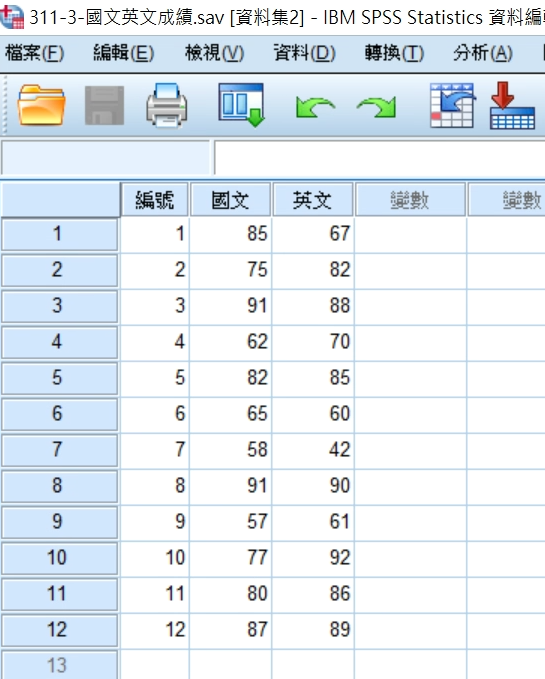 311-3-國文英文成績.sav [資料集2] - IBM SPSS Statistics 資料編
檔案(F) 編輯(E) 檢視(V) 資料(D) 轉換(T) 分析(A)
編號 國文 英文 變數 變數
1 1 85 67
2 2 75 82
3 3 91 88
4 4 62 70
5 5 82 85
6 6 65 60
7 7 58 42
8 8 91 90
9 9 57 61
10 10 77 92
11 11 80 86
12 12 87 89
13